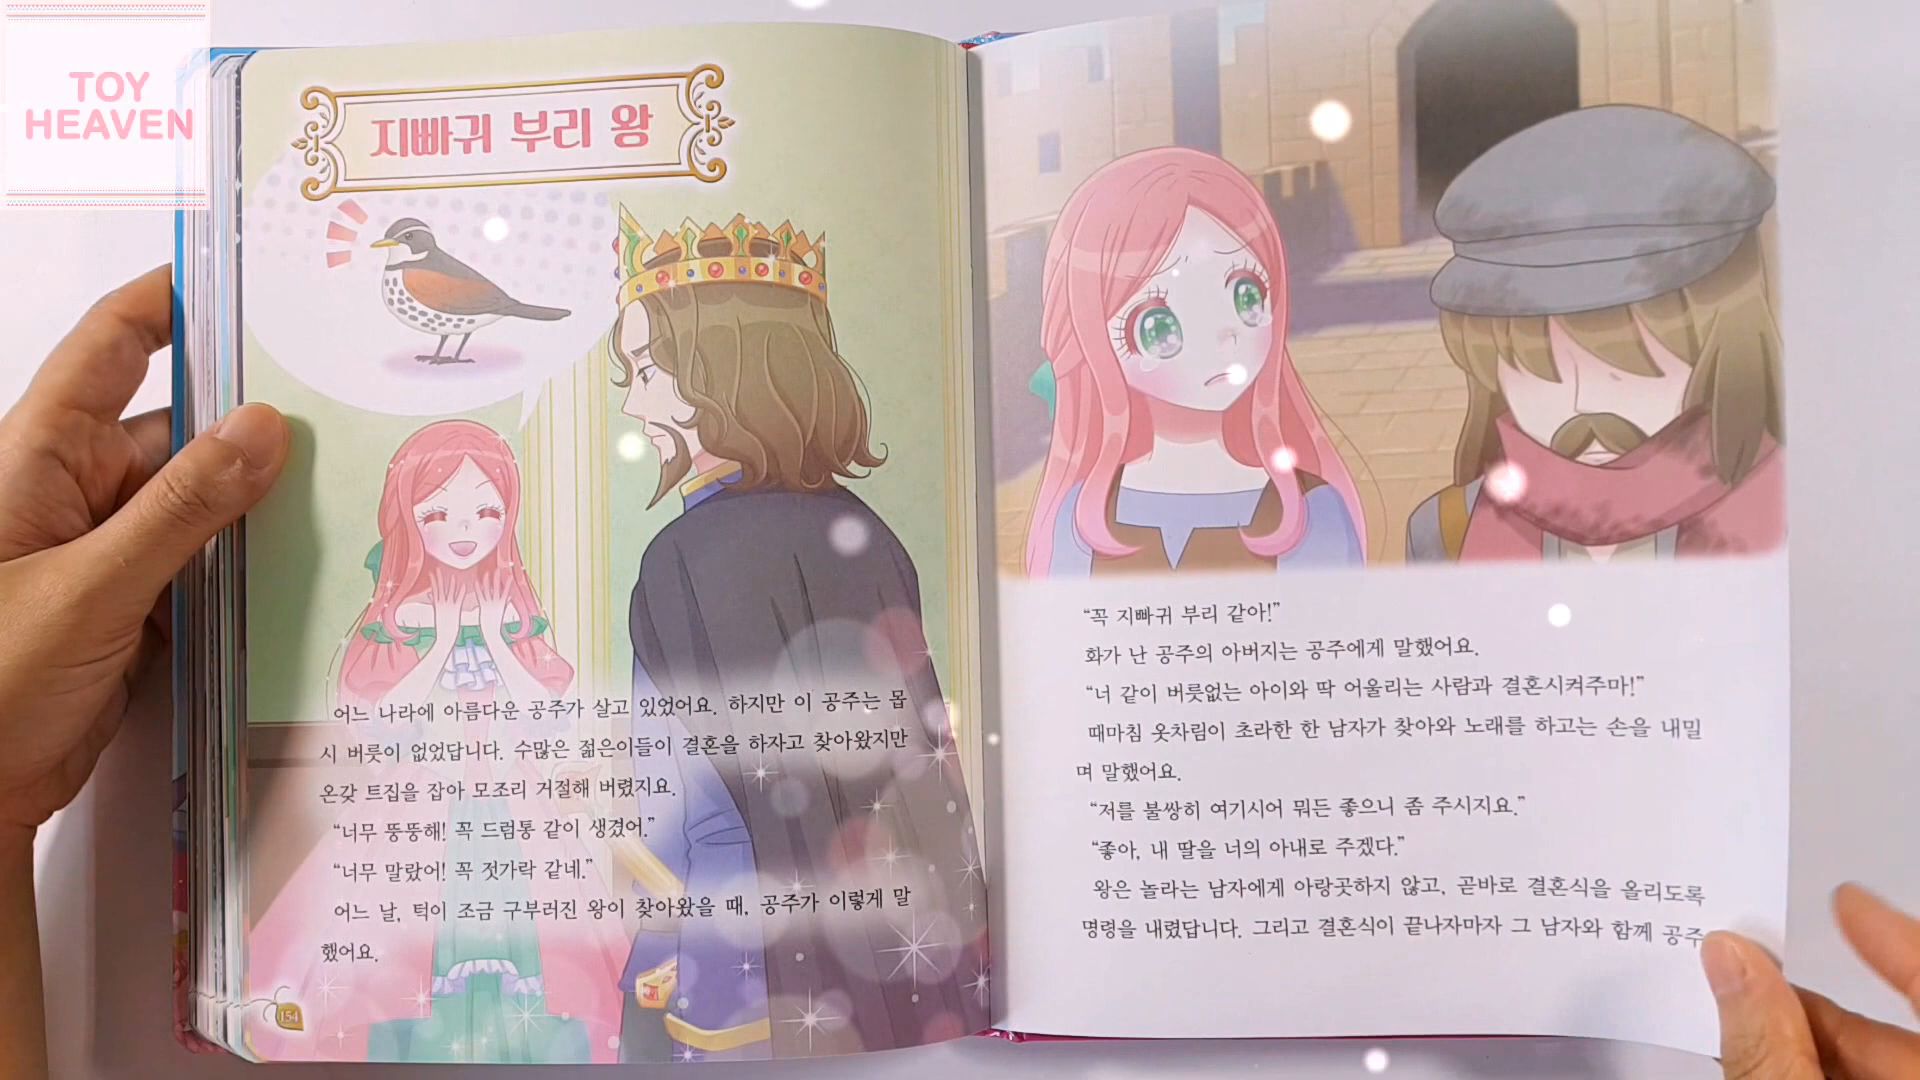 TOY
HEAVEN
지빠귀 부리 왕
어느 나라에 아름다운 공주가 살고 있었어요. 하지만 이 공주는 몹
시 버릇이 없었답니다. 수많은 젊은이들이 결혼을 하자고 찾아왔지만
온갖 트집을 잡아 모조리 거절해 버렸지요.
“너무 뚱뚱해! 꼭 드럼통 같이 생겼어.”
“너무 말랐어! 꼭 젓가락 같네.”
어느 날, 턱이 조금 구부러진 왕이 찾아왔을 때, 공주가 이렇게 말
했어요.
154
“꼭 지빠귀 부리 같아!”
화가 난 공주의 아버지는 공주에게 말했어요.
“너 같이 버릇없는 아이와 딱 어울리는 사람과 결혼시켜주마!”
때마침 옷차림이 초라한 한 남자가 찾아와 노래를 하고는 손을 내밀
며 말했어요.
“저를 불쌍히 여기시어 뭐든 좋으니 좀 주시지요.”
“좋아, 내 딸을 너의 아내로 주겠다.”
왕은 놀라는 남자에게 아랑곳하지 않고, 곧바로 결혼식을 올리도록
명령을 내렸답니다. 그리고 결혼식이 끝나자마자 그 남자와 함께 공주